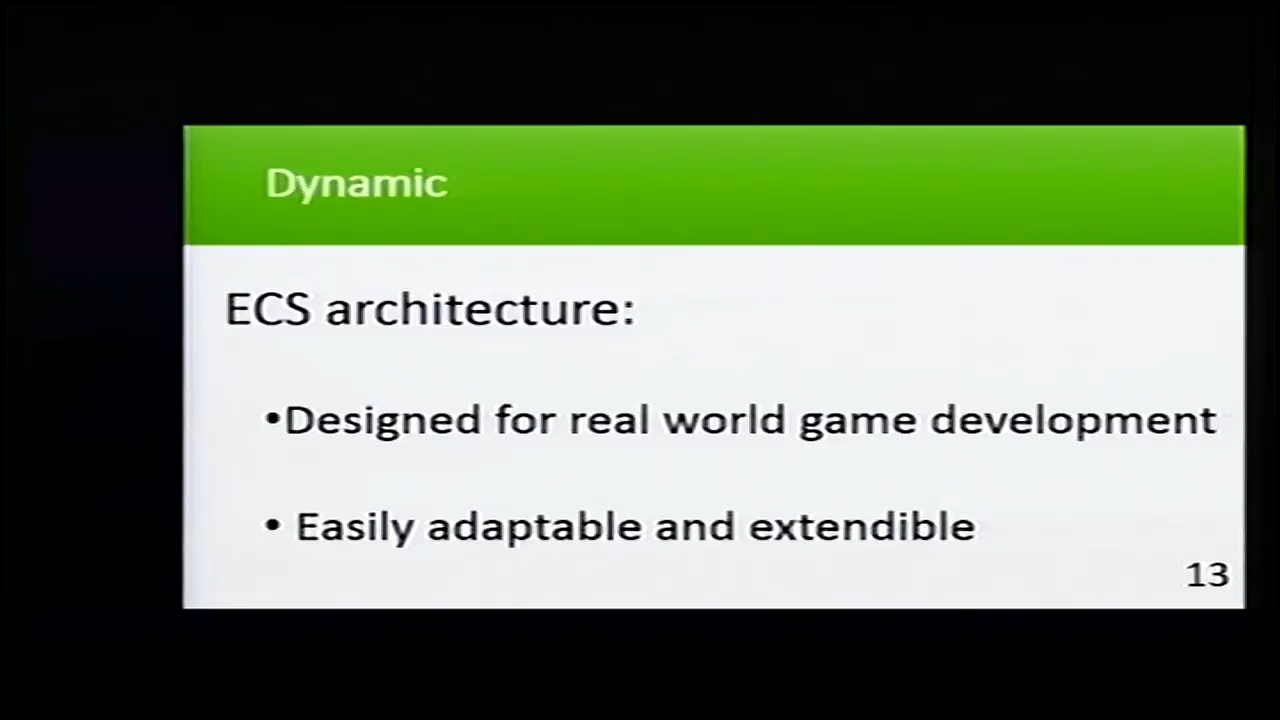 Dynamic
ECS architecture:
•Designed for real world game development
• Easily adaptable and extendible
13